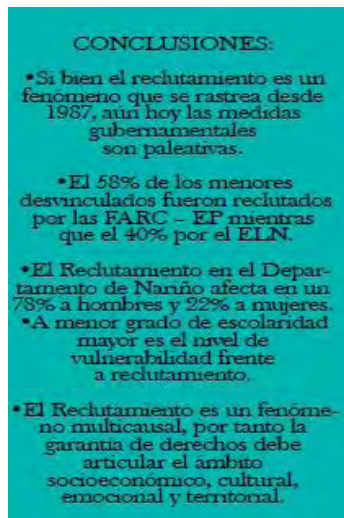 CONCLUSIONES:
•Si bien el reclutamiento es un
fenómeno que se rastrea desde
1987, aún hoy las medidas
gubernamentales
son paleativas.
•El 58% de los menores
desvinculados fueron reclutados
por las FARC – EP mientras
que el 40% por el ELN.
•El Reclutamiento en el Depar-
tamento de Nariño afecta en un
78% a hombres y 22% a mujeres.
•A menor grado de escolaridad
mayor es el nivel de
vulnerabilidad frente
a reclutamiento.
•El Reclutamiento es un fenóme-
no multicausal, por tanto la
garantía de derechos debe
articular el ámbito
socioeconómico, cultural,
emocional y territorial.